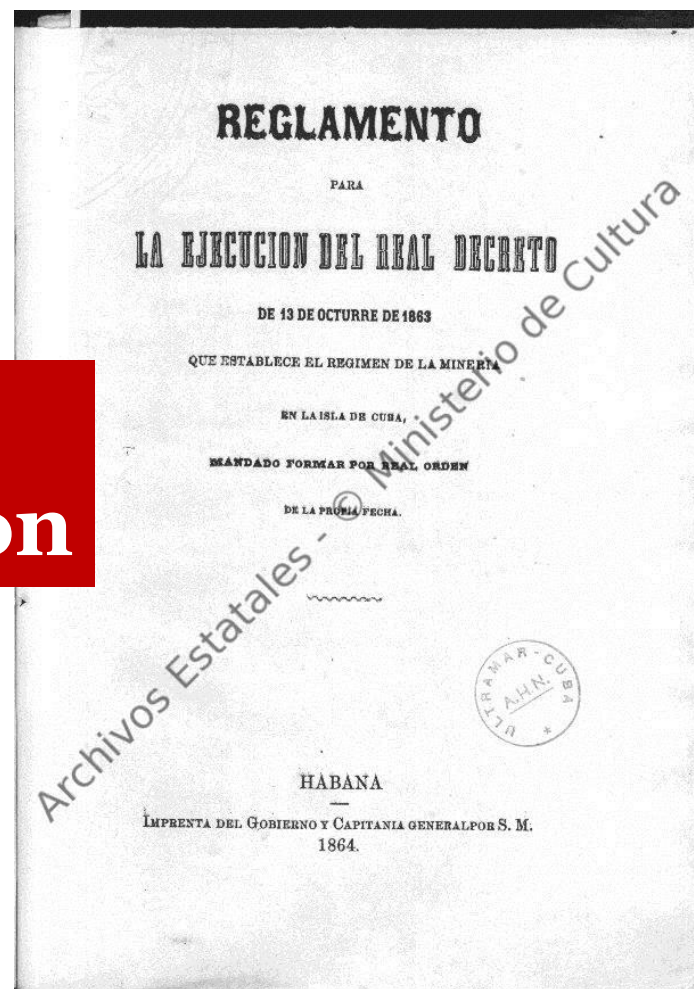 REGLAMENTO
PARA
LA EJECUCION DEL REAL DECRETO
DE 13 DE OCTURRE DE 1863
QUE ESTABLECE EL REGIMEN DE LA MINERIA
EN LA ISLA DE CUBA,
MANDADO FORMAR POR REAL ORDEN
DE LA PROPIA FECHA.
HABANA
IMPRENTA DEL GOBIERNO Y CAPITANIA GENERAL POR S. M.
1864.
ULTRAMAR-CUBA *
A.H.N.
Archivos Estatales - © Ministerio de Cultura
on